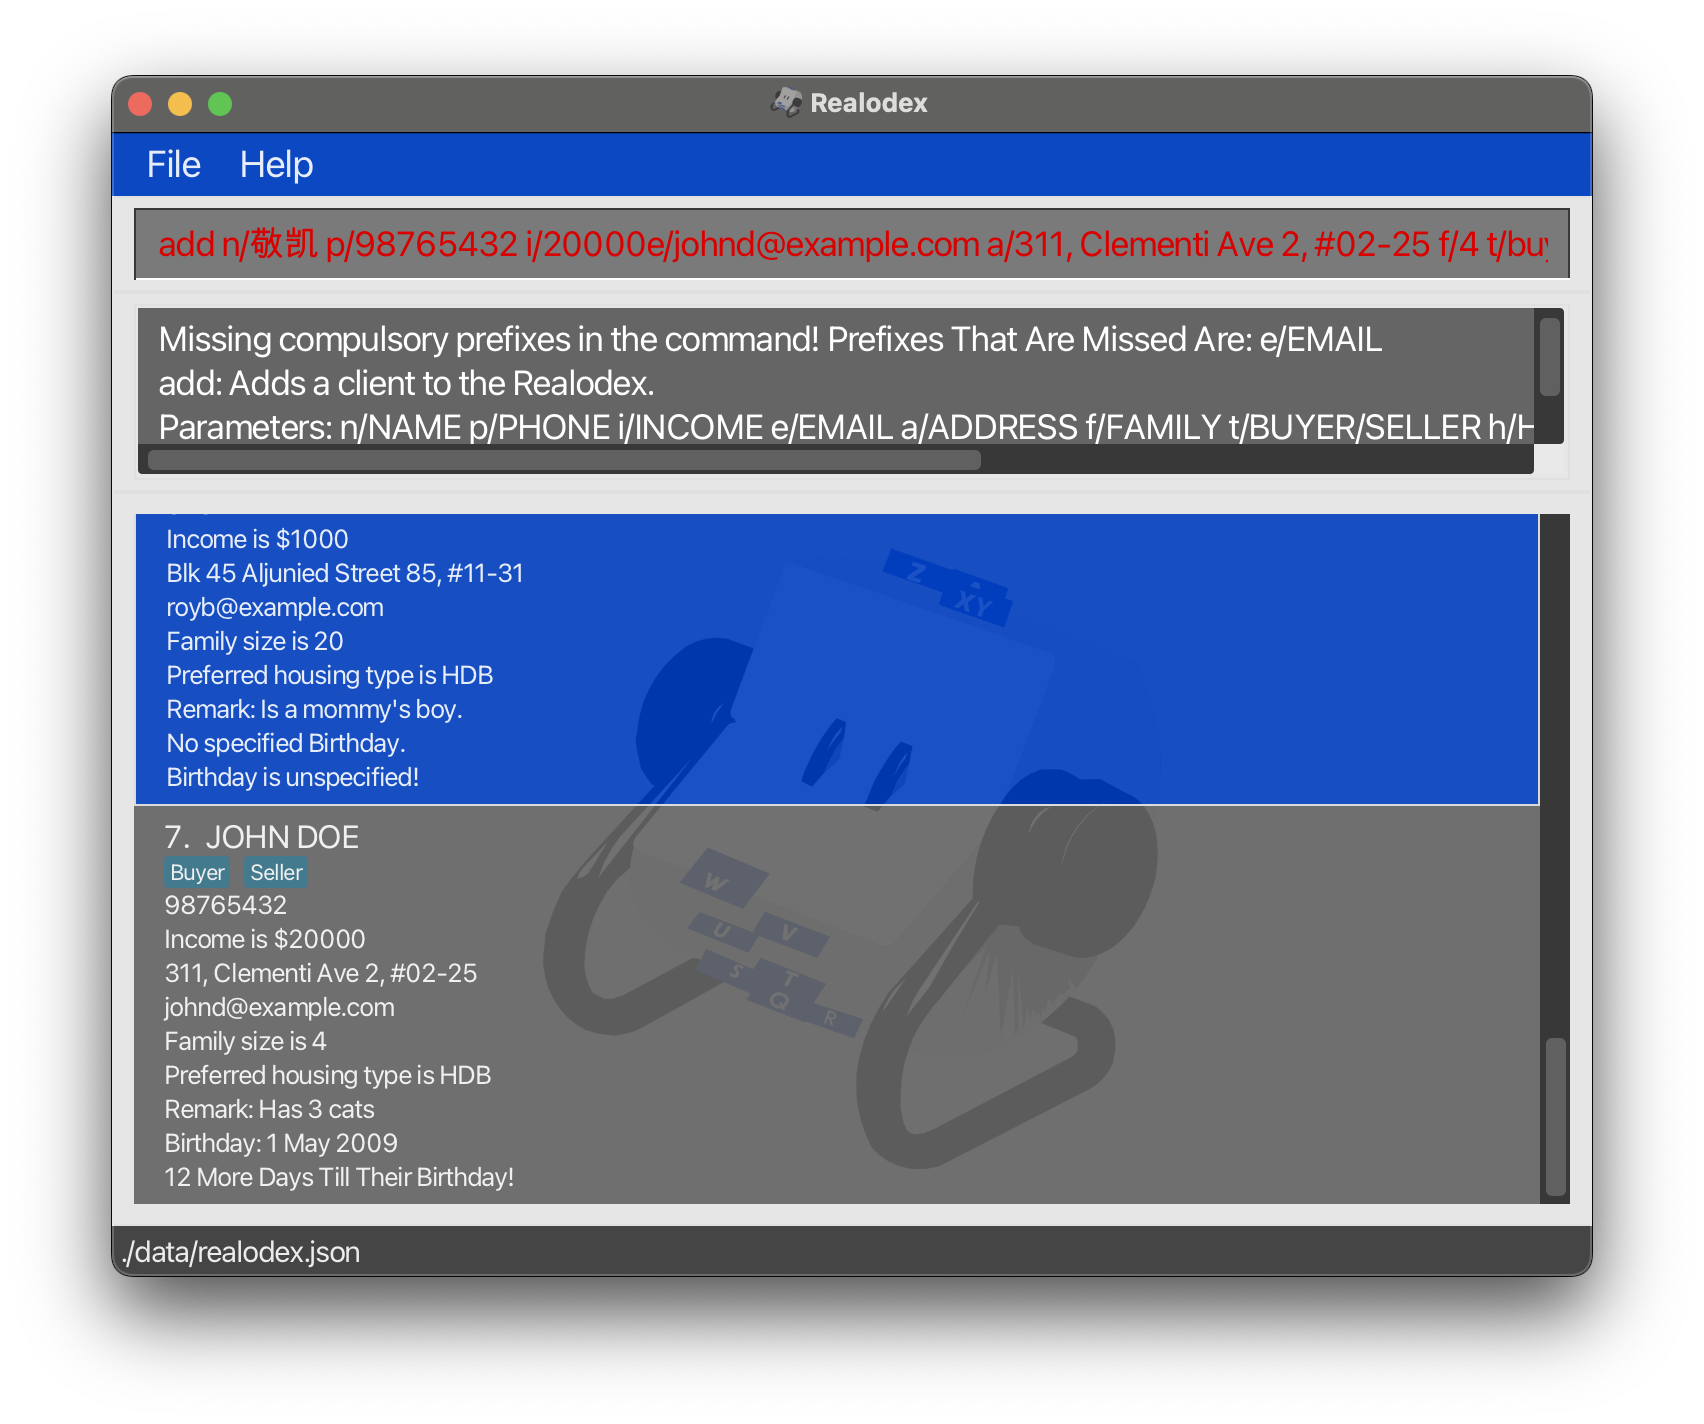 Realodex
File Help
add n/敬凯 p/98765432 i/20000e/johnd@example.com a/311, Clementi Ave 2, #02-25 f/4 t/buy
Missing compulsory prefixes in the command! Prefixes That Are Missed Are: e/EMAIL
add: Adds a client to the Realodex.
Parameters: n/NAME p/PHONE i/INCOME e/EMAIL a/ADDRESS f/FAMILY t/BUYER/SELLER h/H
Income is $1000
Blk 45 Aljunied Street 85, #11-31
royb@example.com
Family size is 20
Preferred housing type is HDB
Remark: Is a mommy's boy.
No specified Birthday.
Birthday is unspecified!
Z
XY
7. JOHN DOE
Buyer Seller
98765432
Income is $20000
311, Clementi Ave 2, #02-25
johnd@example.com
Family size is 4
Preferred housing type is HDB
Remark: Has 3 cats
Birthday: 1 May 2009
12 More Days Till Their Birthday!
W
U V
S T
Q R
./data/realodex.json